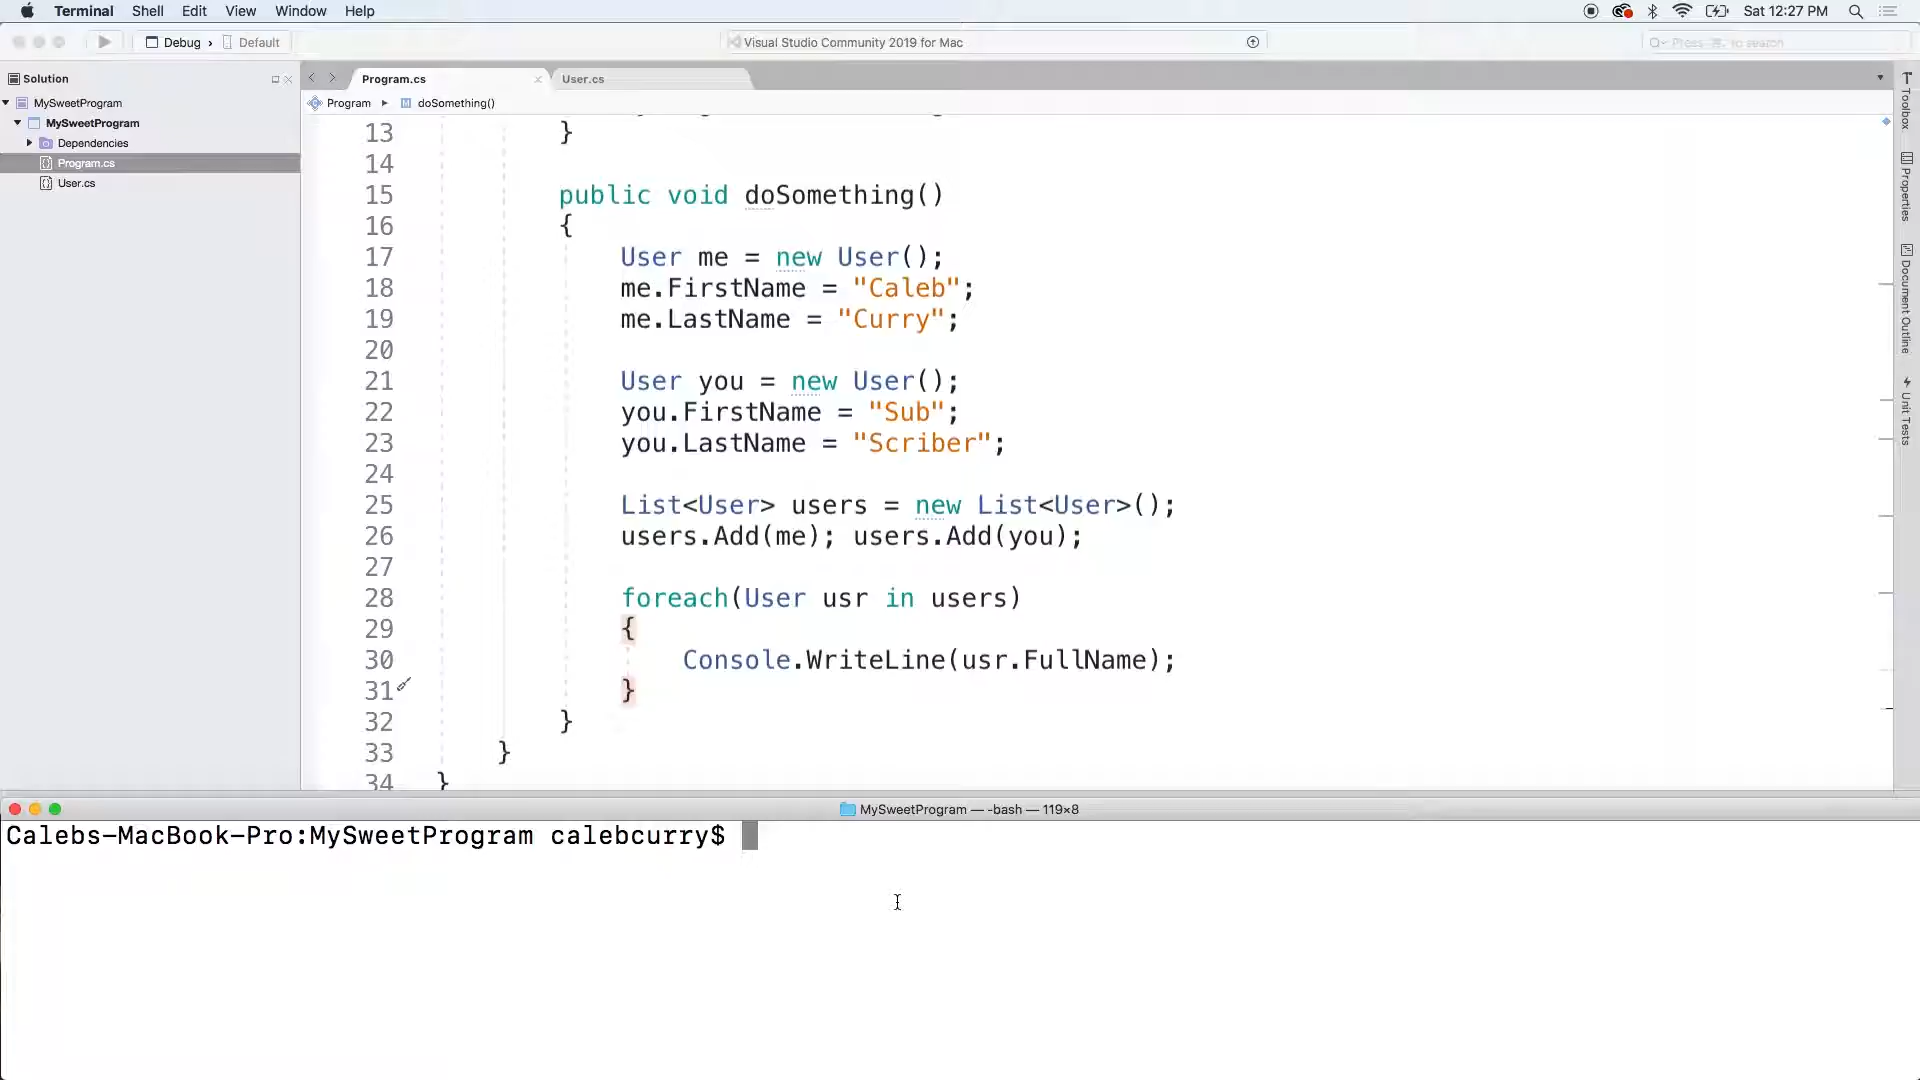 Terminal Shell Edit View Window Help Sat 12:27 PM
Debug › Default Visual Studio Community 2019 for Mac Press to search
Solution Program.cs User.cs
Program ▸ doSomething()
MySweetProgram
MySweetProgram
Dependencies
Program.cs
User.cs
Toolbox
Properties
Document Outline
Unit Tests
13 }
14
15 public void doSomething()
16 {
17 User me = new User();
18 me.FirstName = "Caleb";
19 me.LastName = "Curry";
20
21 User you = new User();
22 you.FirstName = "Sub";
23 you.LastName = "Scriber";
24
25 List<User> users = new List<User>();
26 users.Add(me); users.Add(you);
27
28 foreach(User usr in users)
29 {
30 Console.WriteLine(usr.FullName);
31 }
32 }
33 }
34 }
MySweetProgram — -bash — 119×8
Calebs-MacBook-Pro:MySweetProgram calebcurry$